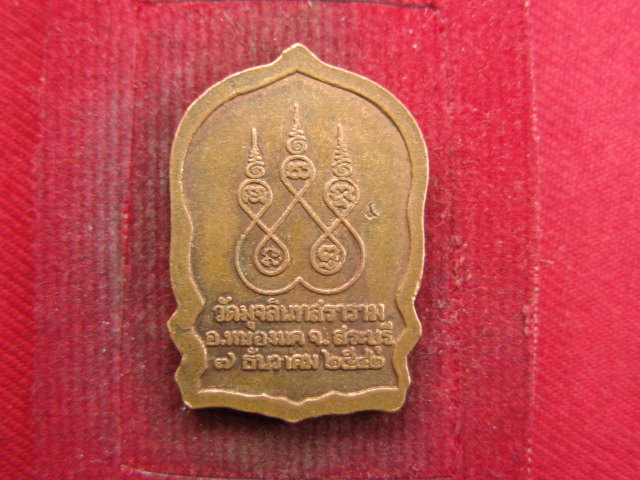 วัดมุจลินทสราราม
อ.หนองแค จ.สระบุรี
๗ ธันวาคม ๒๕๔๒